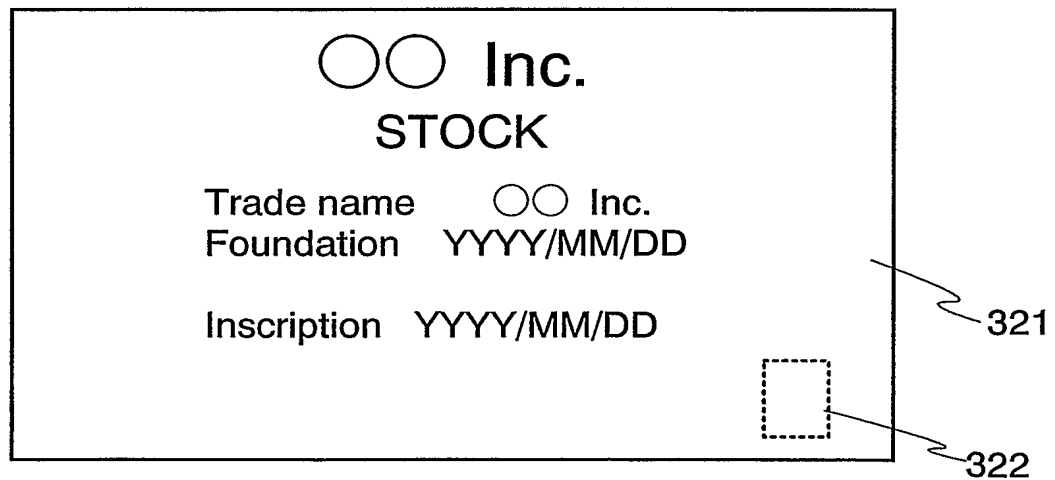 ○○ Inc.
STOCK
Trade name ○○ Inc.
Foundation YYYY/MM/DD
Inscription YYYY/MM/DD
321
322